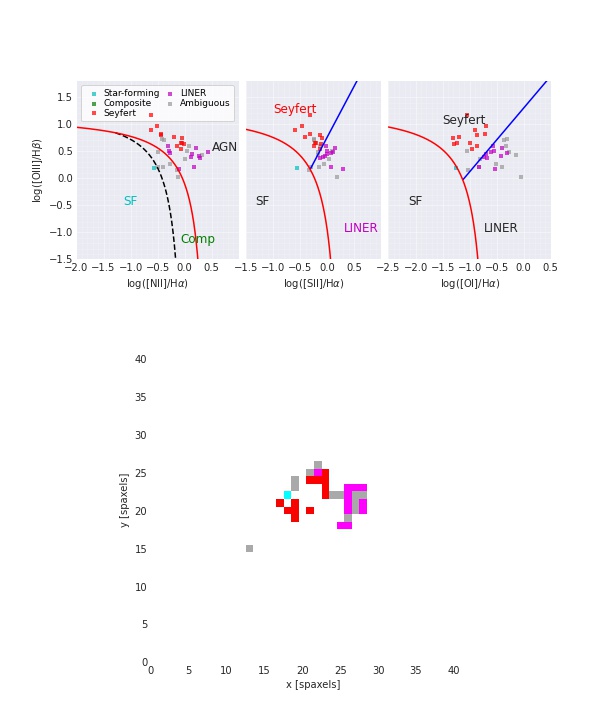 1.5
1.0
0.5
0.0
−0.5
−1.0
−1.5
log([OIII]/Hβ)
Star-forming
Composite
Seyfert
LINER
Ambiguous
AGN
SF
Comp
−2.0 −1.5 −1.0 −0.5 0.0 0.5
log([NII]/Hα)
Seyfert
SF
LINER
−1.5 −1.0 −0.5 0.0 0.5
log([SII]/Hα)
Seyfert
SF
LINER
−2.5 −2.0 −1.5 −1.0 −0.5 0.0 0.5
log([OI]/Hα)
40
35
30
25
20
15
10
5
0
y [spaxels]
0 5 10 15 20 25 30 35 40
x [spaxels]